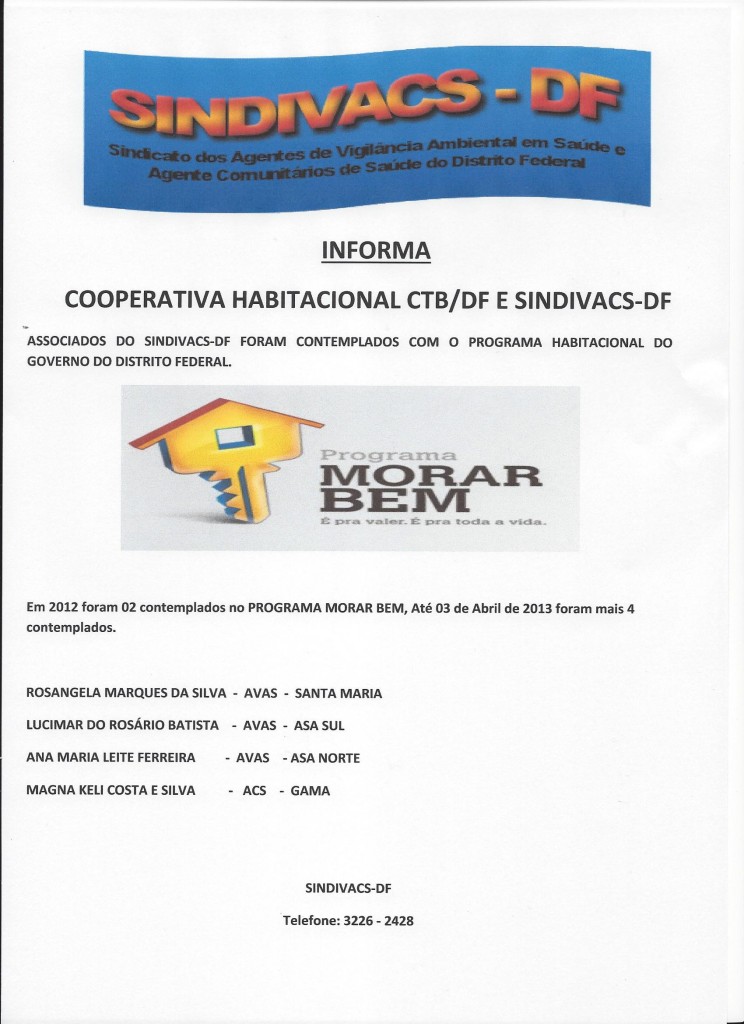 SINDIVACS - DF
Sindicato dos Agentes de Vigilância Ambiental em Saúde e
Agente Comunitários de Saúde do Distrito Federal
INFORMA
COOPERATIVA HABITACIONAL CTB/DF E SINDIVACS-DF
ASSOCIADOS DO SINDIVACS-DF FORAM CONTEMPLADOS COM O PROGRAMA HABITACIONAL DO
GOVERNO DO DISTRITO FEDERAL.
Programa
MORAR
BEM
É pra valer. É pra toda a vida.
Em 2012 foram 02 contemplados no PROGRAMA MORAR BEM, Até 03 de Abril de 2013 foram mais 4
contemplados.
ROSANGELA MARQUES DA SILVA - AVAS - SANTA MARIA
LUCIMAR DO ROSÁRIO BATISTA - AVAS - ASA SUL
ANA MARIA LEITE FERREIRA - AVAS - ASA NORTE
MAGNA KELI COSTA E SILVA - ACS - GAMA
SINDIVACS-DF
Telefone: 3226 - 2428